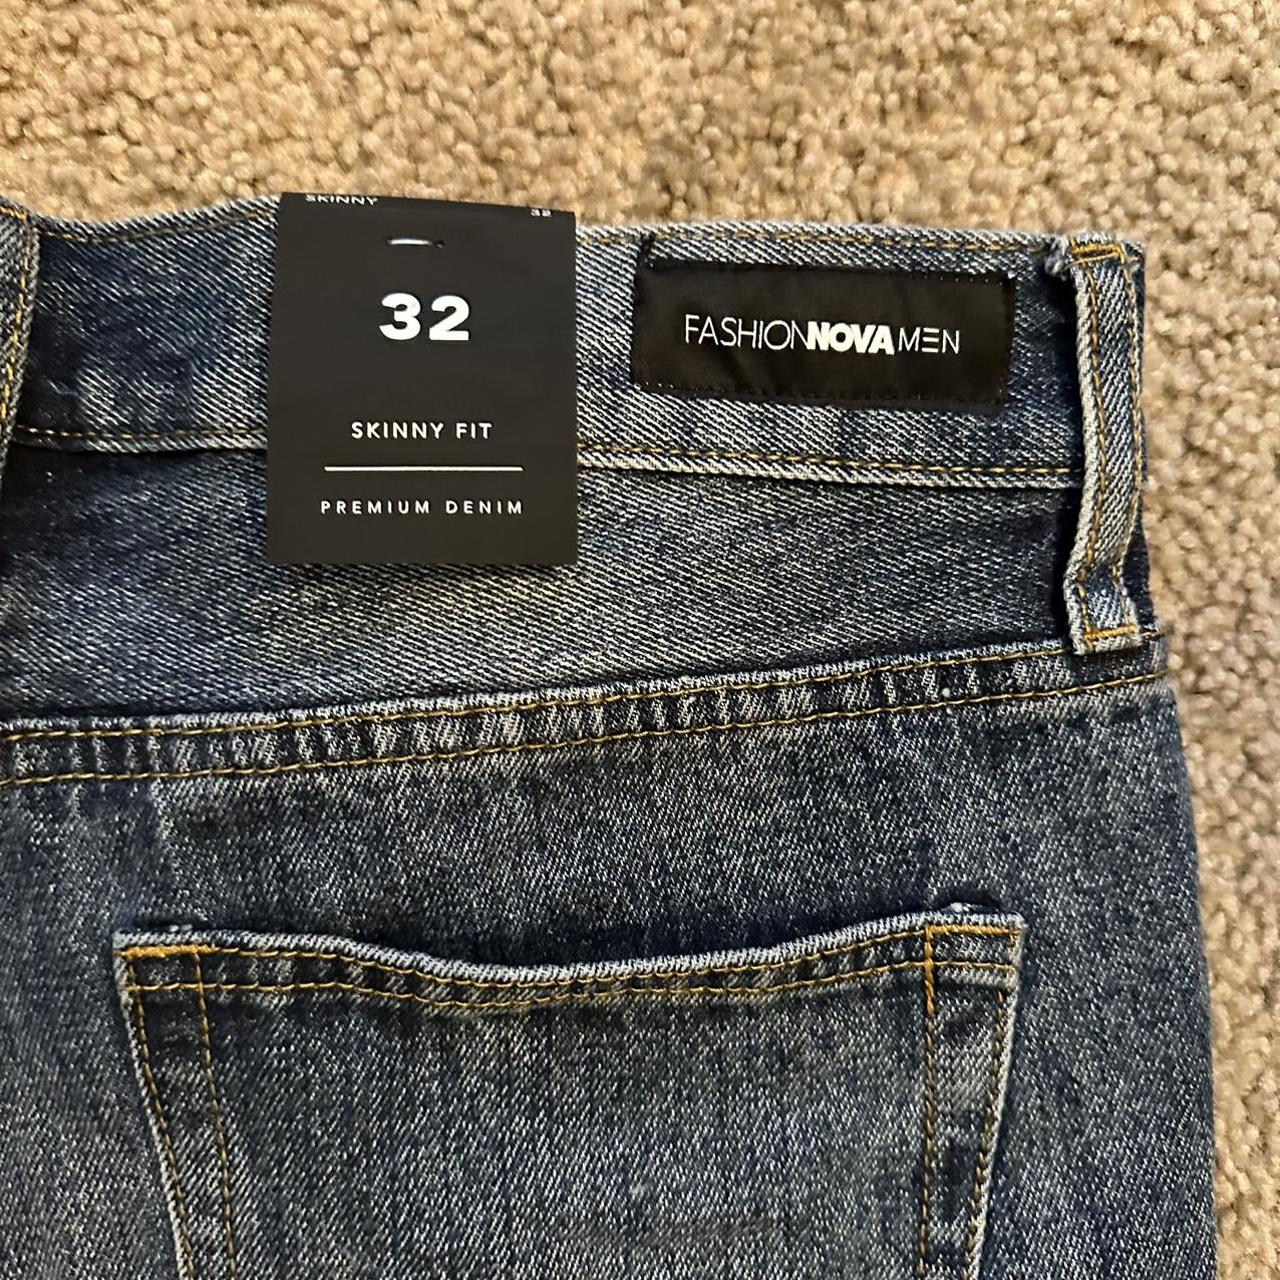 SKINNY 32
32
SKINNY FIT
PREMIUM DENIM
FASHIONNOVAMEN